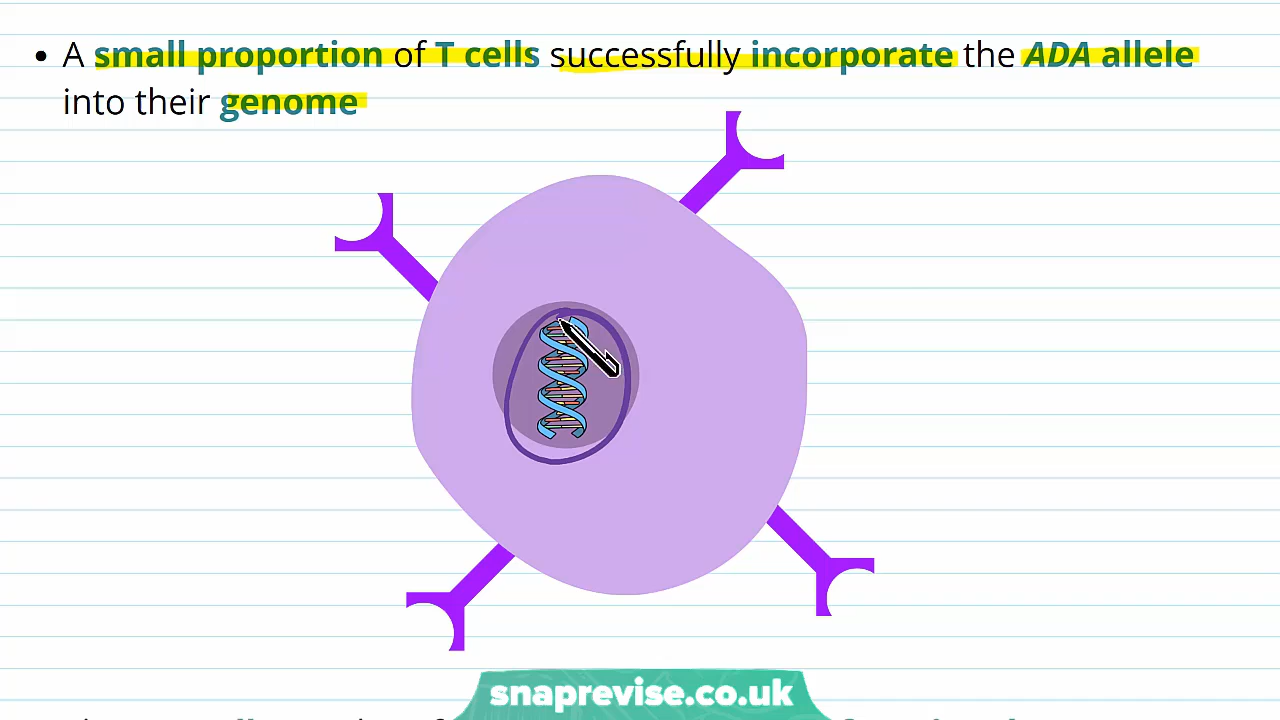 • A small proportion of T cells successfully incorporate the ADA allele
into their genome
snaprevise.co.uk